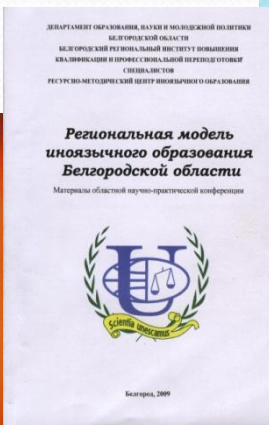 ДЕПАРТАМЕНТ ОБРАЗОВАНИЯ, НАУКИ И МОЛОДЕЖНОЙ ПОЛИТИКИ
БЕЛГОРОДСКОЙ ОБЛАСТИ
БЕЛГОРОДСКИЙ РЕГИОНАЛЬНЫЙ ИНСТИТУТ ПОВЫШЕНИЯ
КВАЛИФИКАЦИИ И ПРОФЕССИОНАЛЬНОЙ ПЕРЕПОДГОТОВКИ
СПЕЦИАЛИСТОВ
РЕСУРСНО-МЕТОДИЧЕСКИЙ ЦЕНТР ИНОЯЗЫЧНОГО ОБРАЗОВАНИЯ
Региональная модель
иноязычного образования
Белгородской области
Материалы областной научно-практической конференции
Scientia unescamus
Белгород, 2009